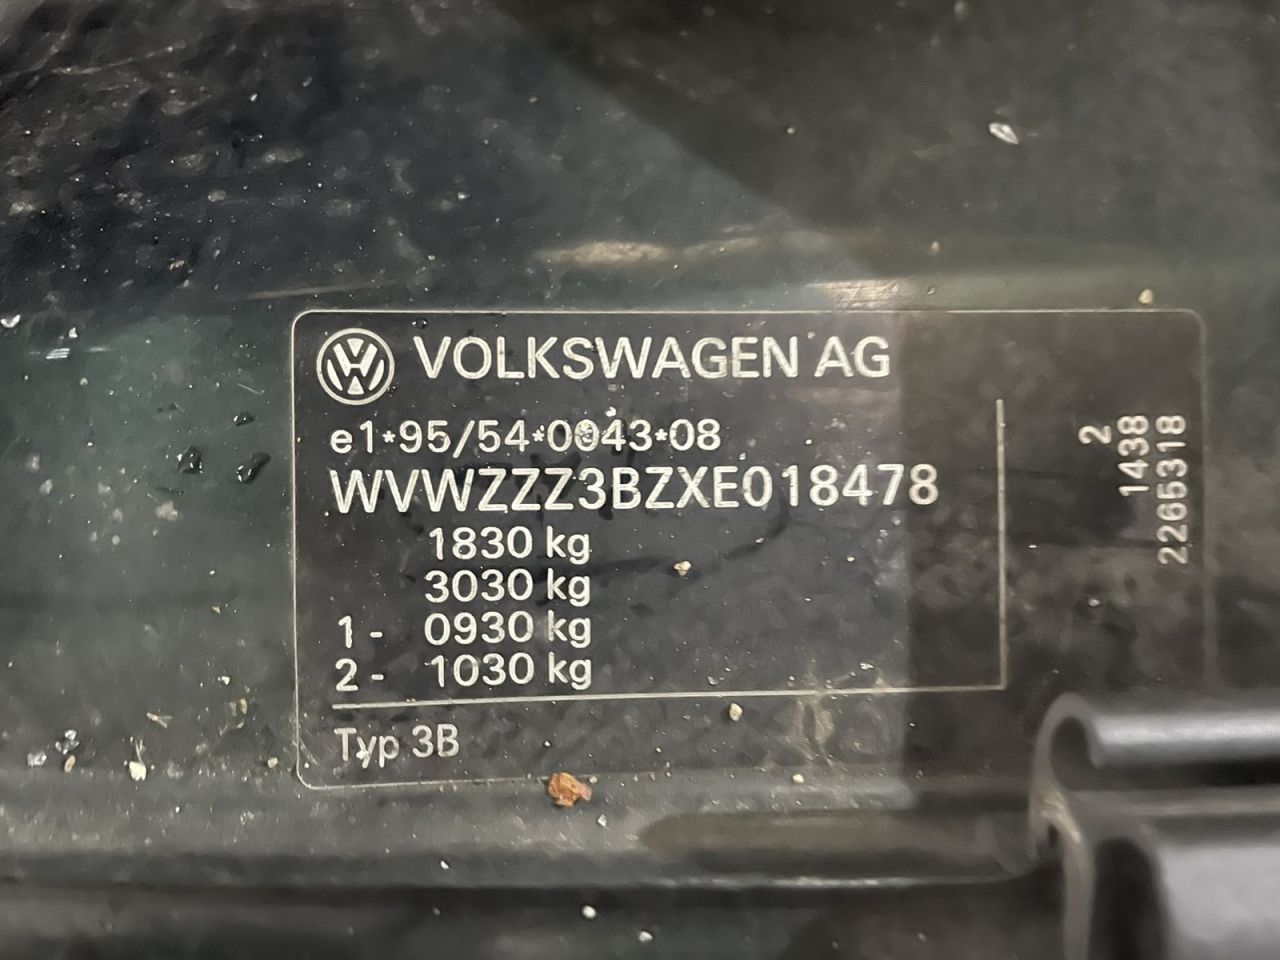 VOLKSWAGEN AG
e1*95/54*0043*08
WVWZZZ3BZXE018478
1830 kg
3030 kg
1- 0930 kg
2- 1030 kg
Typ 3B
2
1438
2265318